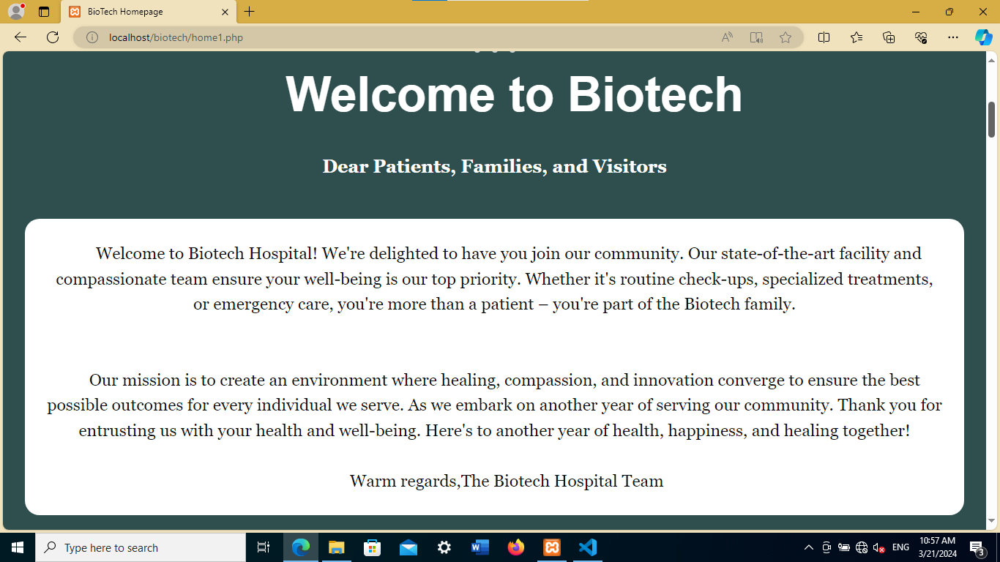 BioTech Homepage
localhost/biotech/home1.php
Welcome to Biotech
Dear Patients, Families, and Visitors
Welcome to Biotech Hospital! We're delighted to have you join our community. Our state-of-the-art facility and
compassionate team ensure your well-being is our top priority. Whether it's routine check-ups, specialized treatments,
or emergency care, you're more than a patient – you're part of the Biotech family.
Our mission is to create an environment where healing, compassion, and innovation converge to ensure the best
possible outcomes for every individual we serve. As we embark on another year of serving our community. Thank you for
entrusting us with your health and well-being. Here's to another year of health, happiness, and healing together!
Warm regards,The Biotech Hospital Team
Type here to search
ENG
10:57 AM
3/21/2024
3